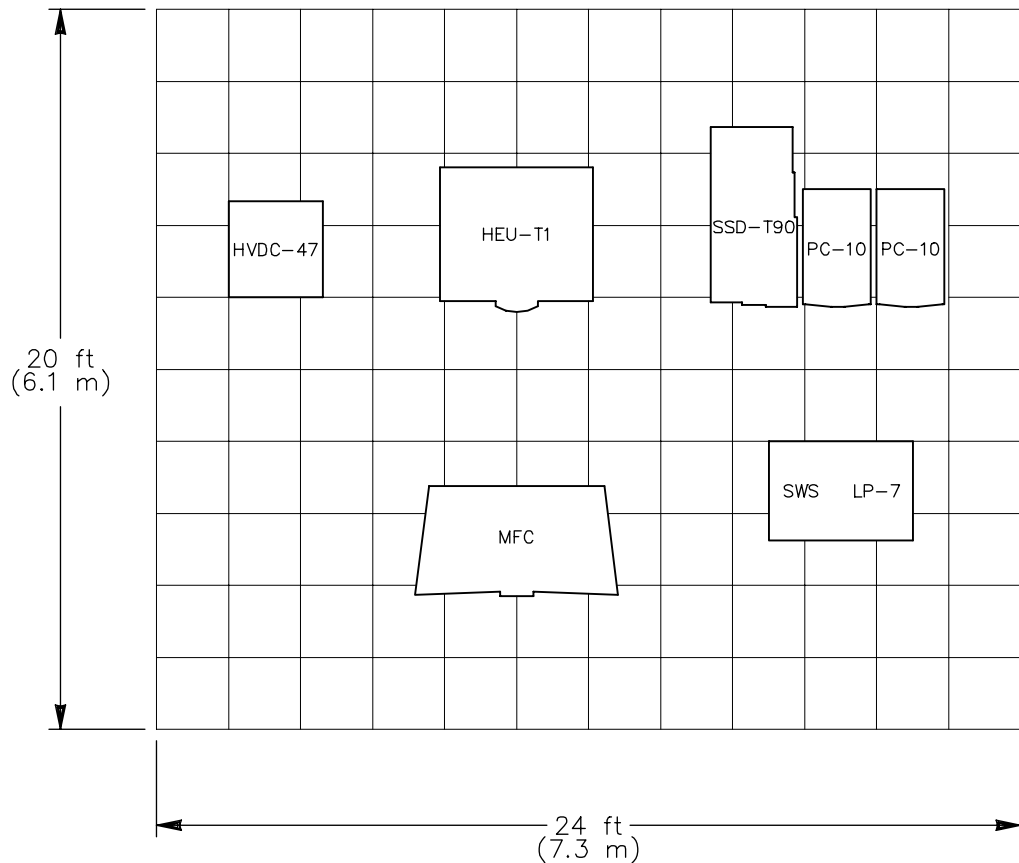 SSD-T90
HVDC-47
HEU-T1
PC-10
PC-10
20 ft
(6.1 m)
SWS
LP-7
MFC
24 ft
(7.3 m)